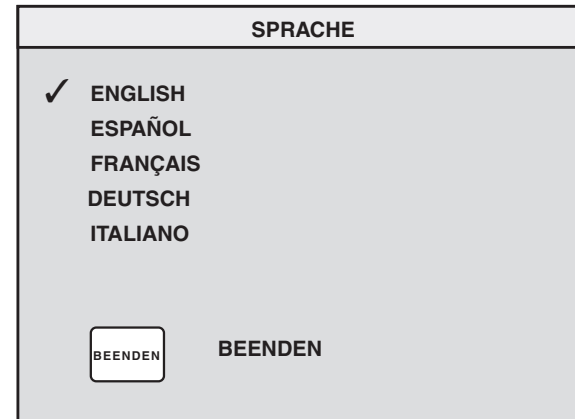 SPRACHE
✓ ENGLISH
ESPAÑOL
FRANÇAIS
DEUTSCH
ITALIANO
BEENDEN BEENDEN